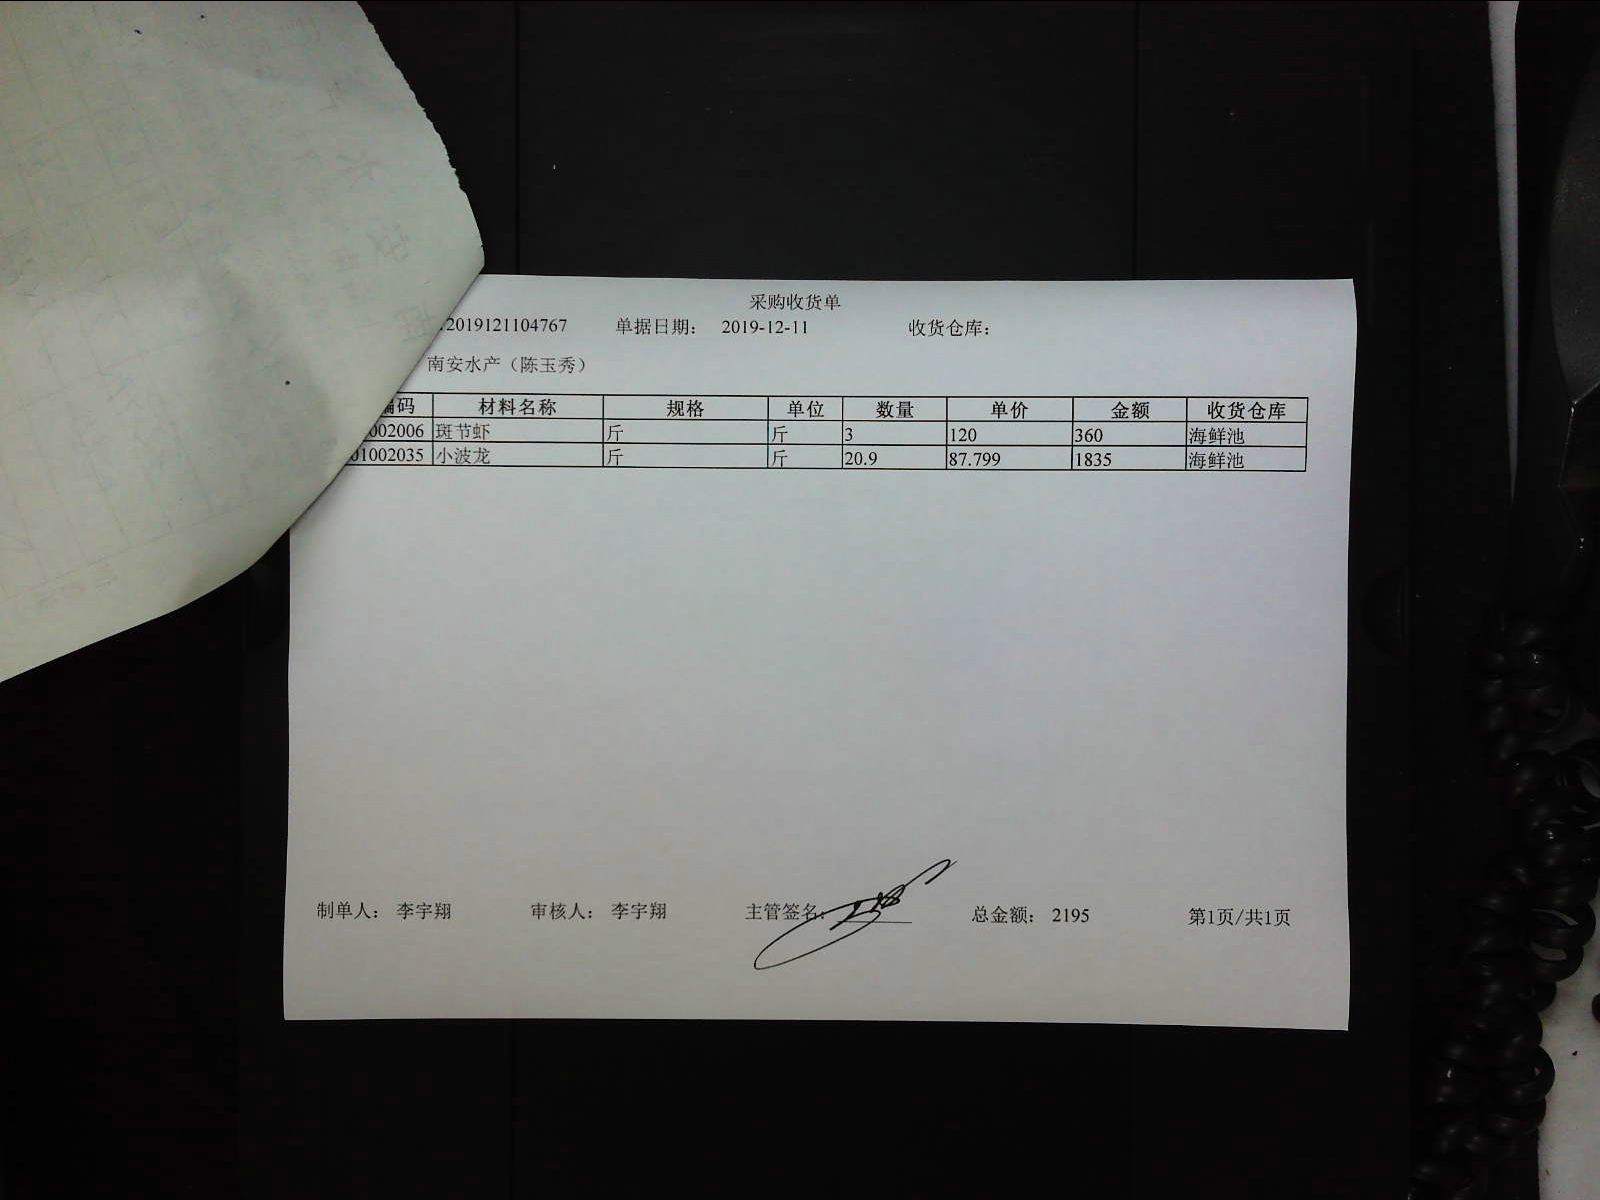 采购收货单
2019121104767 单据日期： 2019-12-11 收货仓库：
南安水产（陈玉秀）
编码 材料名称 规格 单位 数量 单价 金额 收货仓库
002006 斑节虾 斤 斤 3 120 360 海鲜池
01002035 小波龙 斤 斤 20.9 87.799 1835 海鲜池
制单人： 李宇翔 审核人： 李宇翔 主管签名： 总金额： 2195 第1页/共1页